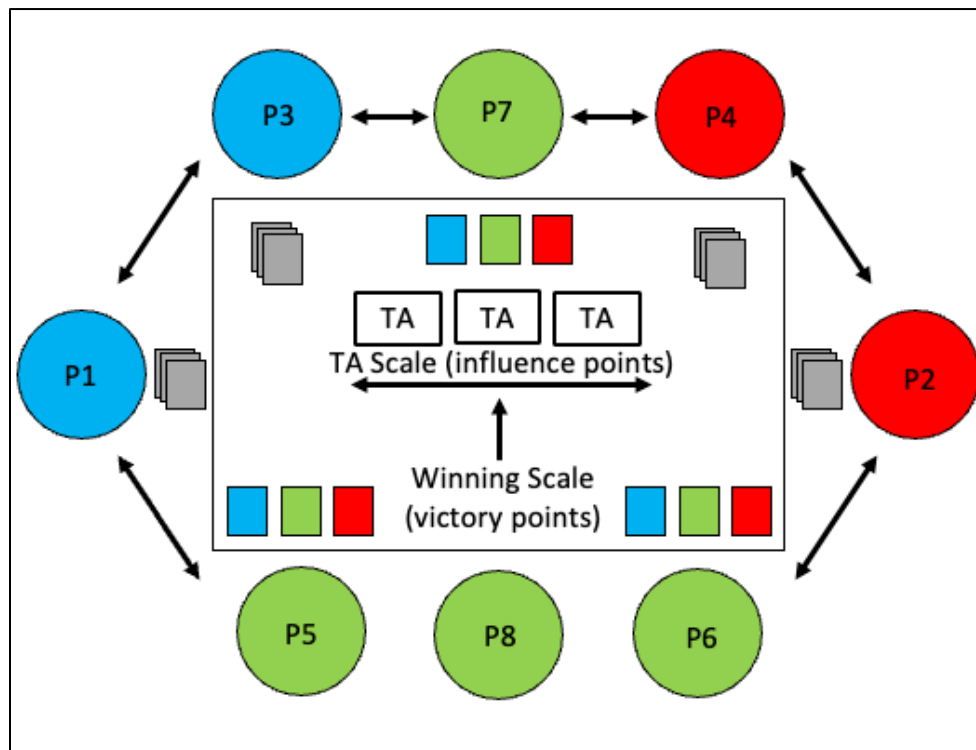 P3
P7
P4
TA
TA
TA
TA Scale (influence points)
P1
P2
Winning Scale
(victory points)
P5
P8
P6